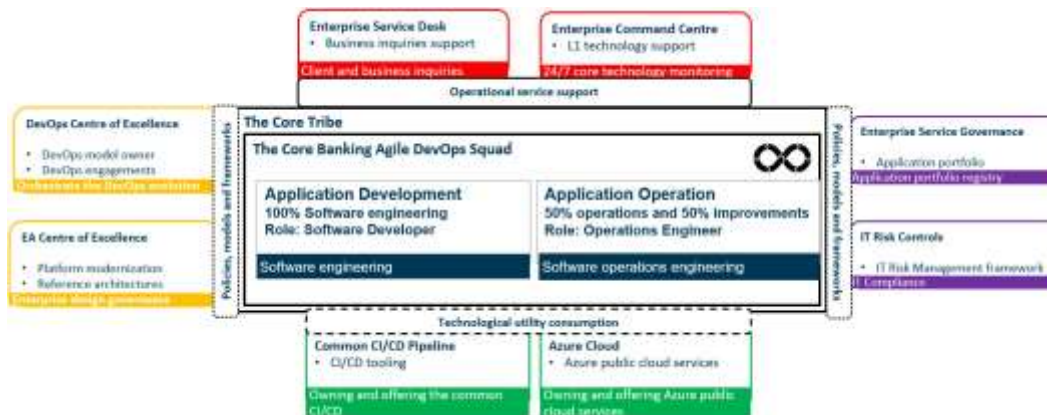 Enterprise Service Desk
• Business inquiries support
Client and business inquiries
Enterprise Command Centre
• L1 technology support
24/7 core technology monitoring
Operational service support
DevOps Centre of Excellence
• DevOps model owner
• DevOps engagements
Orchestrate the DevOps evolution
EA Centre of Excellence
• Platform modernization
• Reference architectures
Enterprise design governance
Policies, models and frameworks
The Core Tribe
The Core Banking Agile DevOps Squad
Application Development
100% Software engineering
Role: Software Developer
Software engineering
Application Operation
50% operations and 50% Improvements
Role: Operations Engineer
Software operations engineering
Policies, models and frameworks
Enterprise Service Governance
• Application portfolio
Application portfolio registry
IT Risk Controls
• IT Risk Management framework
IT Compliance
Technological utility consumption
Common CI/CD Pipeline
• CI/CD tooling
Owning and offering the common
CI/CD
Azure Cloud
• Azure public cloud services
Owning and offering Azure public
cloud services